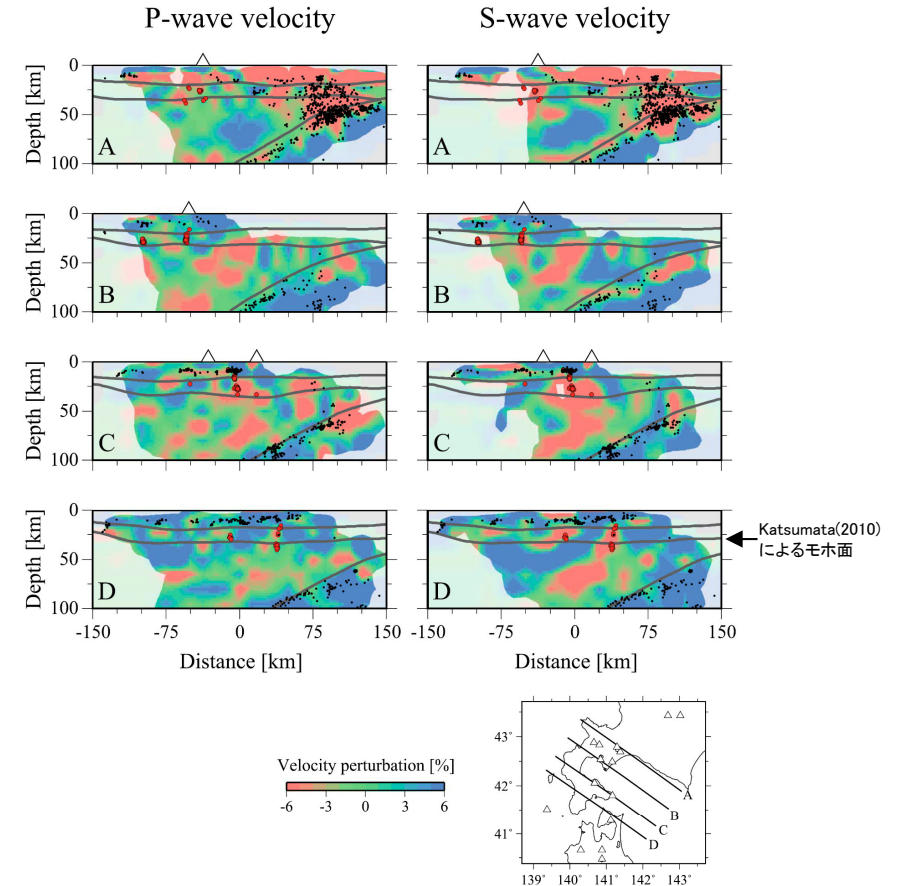 P-wave velocity
S-wave velocity
Depth [km]
0
50
100
A
A
Depth [km]
0
50
100
B
B
Depth [km]
0
50
100
C
C
Depth [km]
0
50
100
D
D
Katsumata(2010)
によるモホ面
-150 -75 0 75 150
-150 -75 0 75 150
Distance [km]
Distance [km]
Velocity perturbation [%]
-6 -3 0 3 6
43°
42°
41°
A
B
C
D
139° 140° 141° 142° 143°